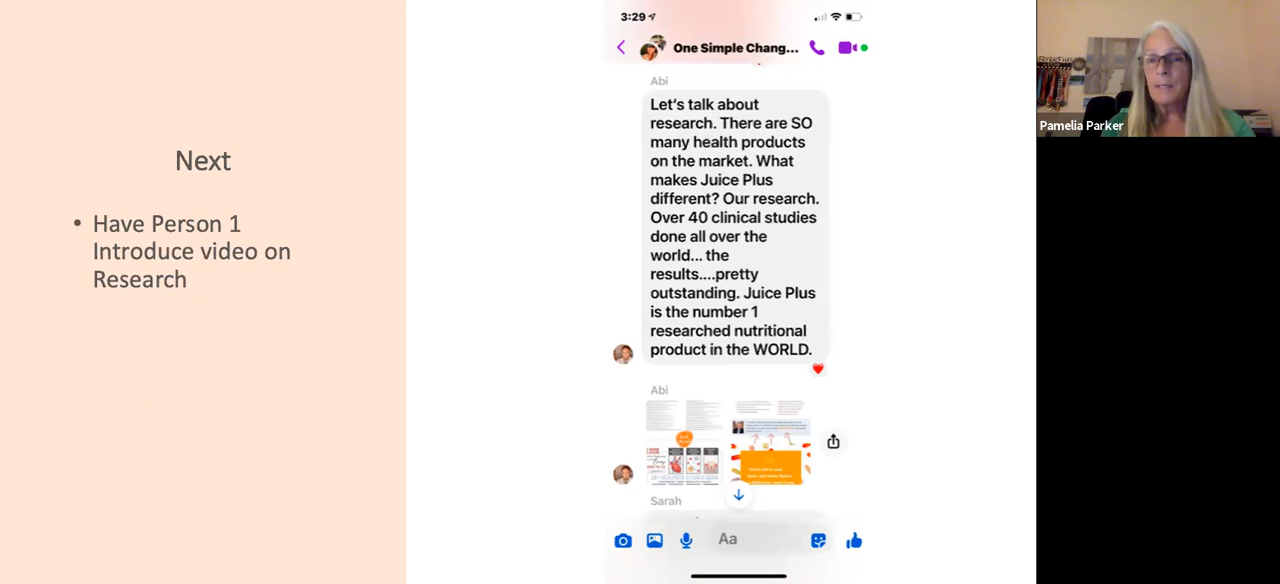 Next
• Have Person 1
Introduce video on
Research
3:29
One Simple Chang...
Abi
Let's talk about
research. There are SO
many health products
on the market. What
makes Juice Plus
different? Our research.
Over 40 clinical studies
done all over the
world... the
results....pretty
outstanding. Juice Plus
is the number 1
researched nutritional
product in the WORLD.
Abi
LOOK
Sarah
Aa
Pamelia Parker